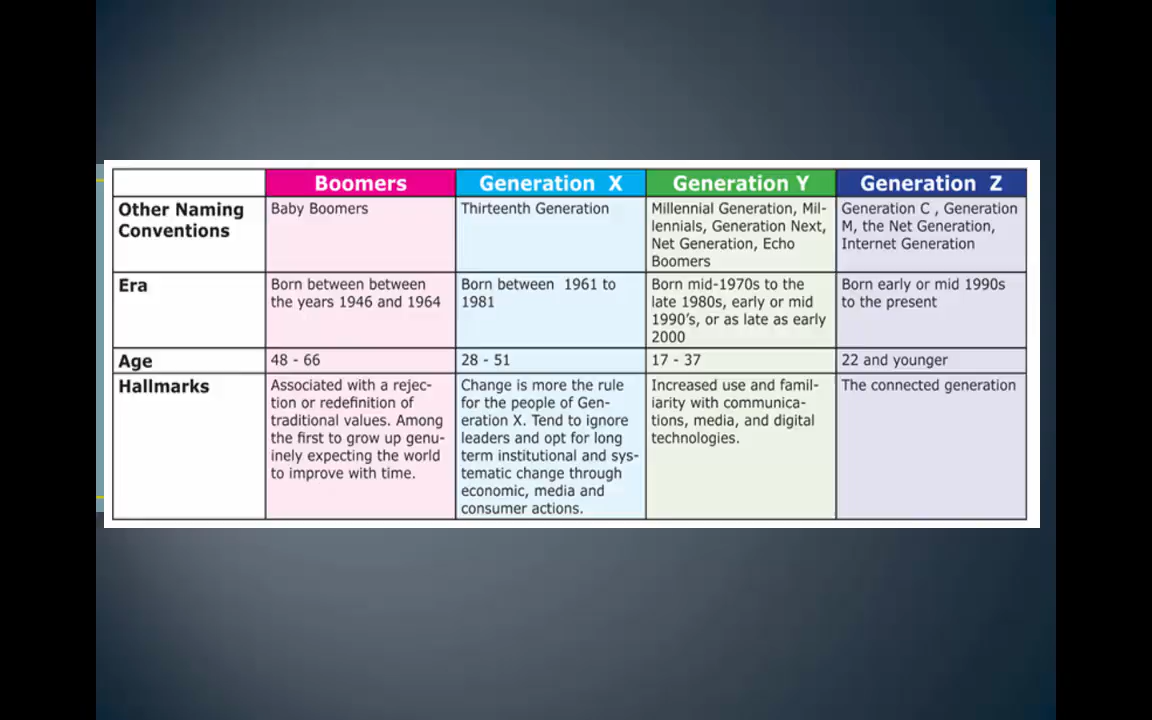 Boomers
Generation X
Generation Y
Generation Z
Other Naming
Conventions
Baby Boomers
Thirteenth Generation
Millennial Generation, Mil-
lennials, Generation Next,
Net Generation, Echo
Boomers
Generation C , Generation
M, the Net Generation,
Internet Generation
Era
Born between between
the years 1946 and 1964
Born between 1961 to
1981
Born mid-1970s to the
late 1980s, early or mid
1990's, or as late as early
2000
Born early or mid 1990s
to the present
Age
48 - 66
28 - 51
17 - 37
22 and younger
Hallmarks
Associated with a rejec-
tion or redefinition of
traditional values. Among
the first to grow up genu-
inely expecting the world
to improve with time.
Change is more the rule
for the people of Gen-
eration X. Tend to ignore
leaders and opt for long
term institutional and sys-
tematic change through
economic, media and
consumer actions.
Increased use and famil-
iarity with communica-
tions, media, and digital
technologies.
The connected generation